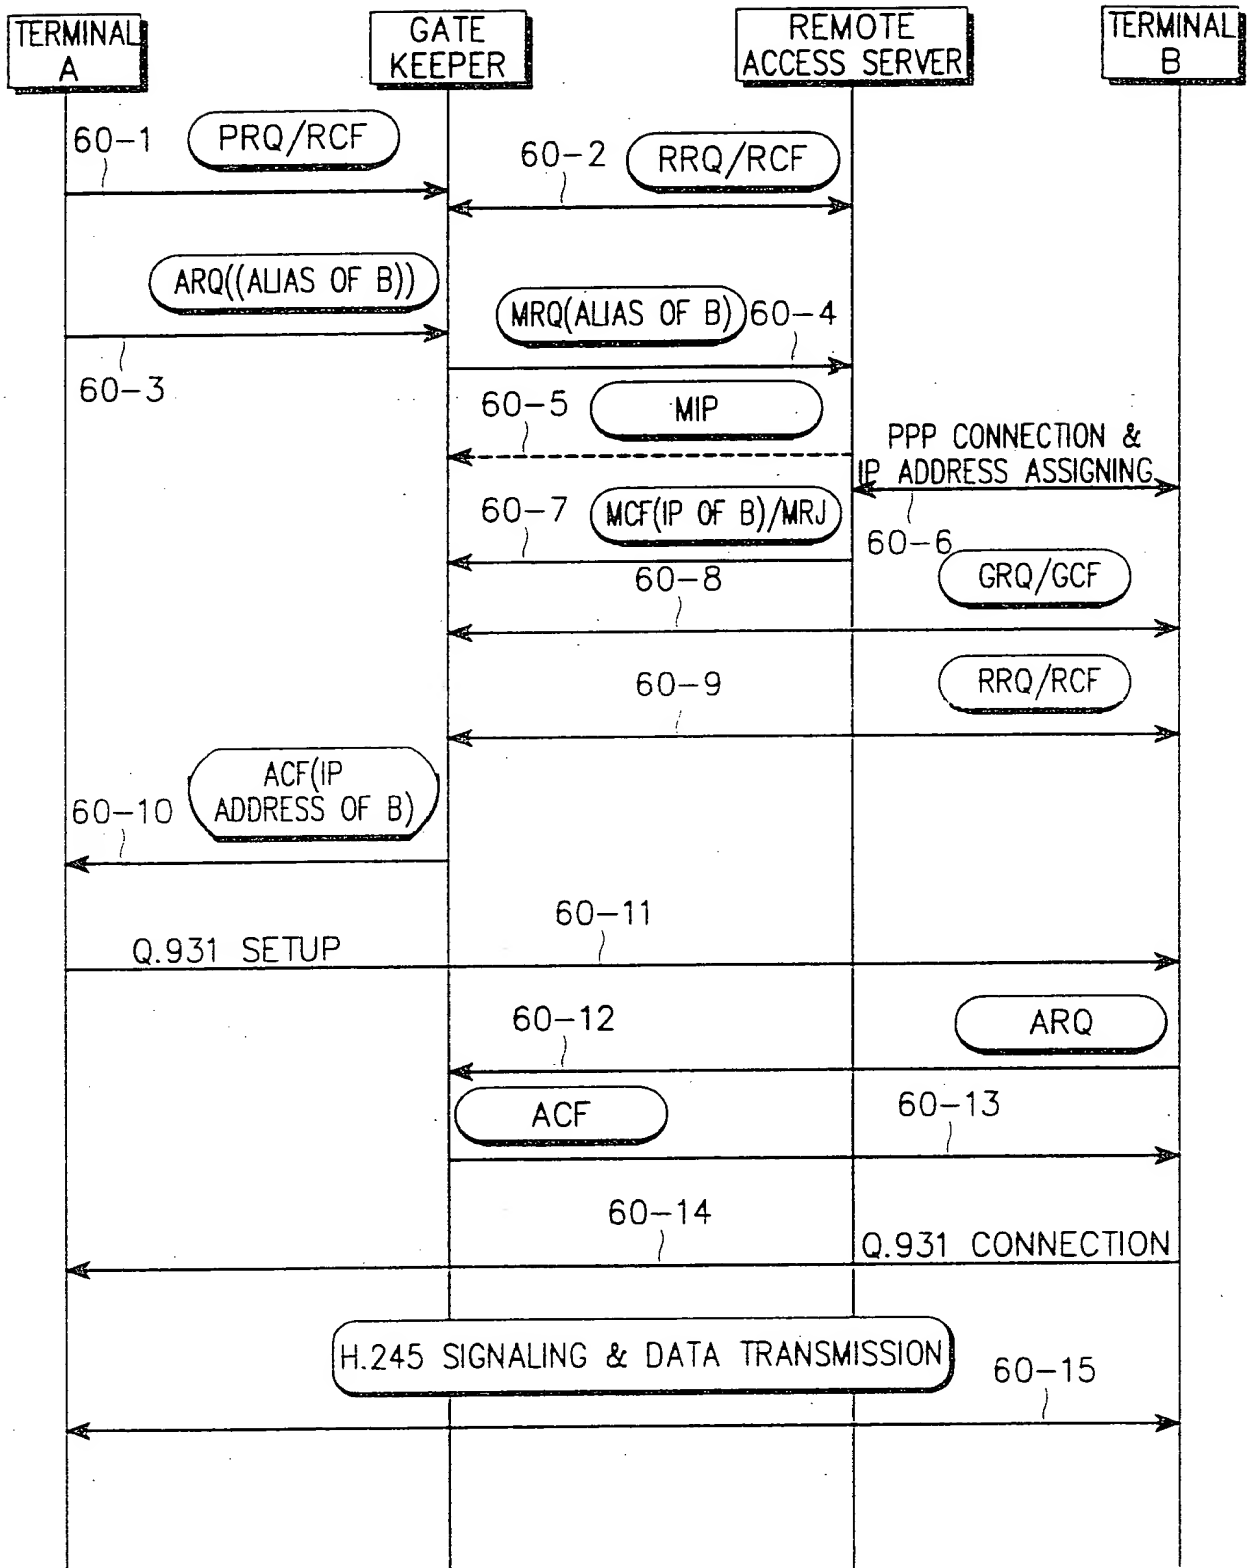 TERMINAL
A
GATE
KEEPER
REMOTE
ACCESS SERVER
TERMINAL
B
60-1
PRQ/RCF
60-2
RRQ/RCF
ARQ((ALIAS OF B))
60-3
MRQ(ALIAS OF B)
60-4
60-5
MIP
PPP CONNECTION &
IP ADDRESS ASSIGNING
60-7
MCF(IP OF B)/MRJ
60-6
60-8
GRQ/GCF
60-9
RRQ/RCF
ACF(IP
ADDRESS OF B)
60-10
60-11
Q.931 SETUP
60-12
ARQ
ACF
60-13
60-14
Q.931 CONNECTION
H.245 SIGNALING & DATA TRANSMISSION
60-15